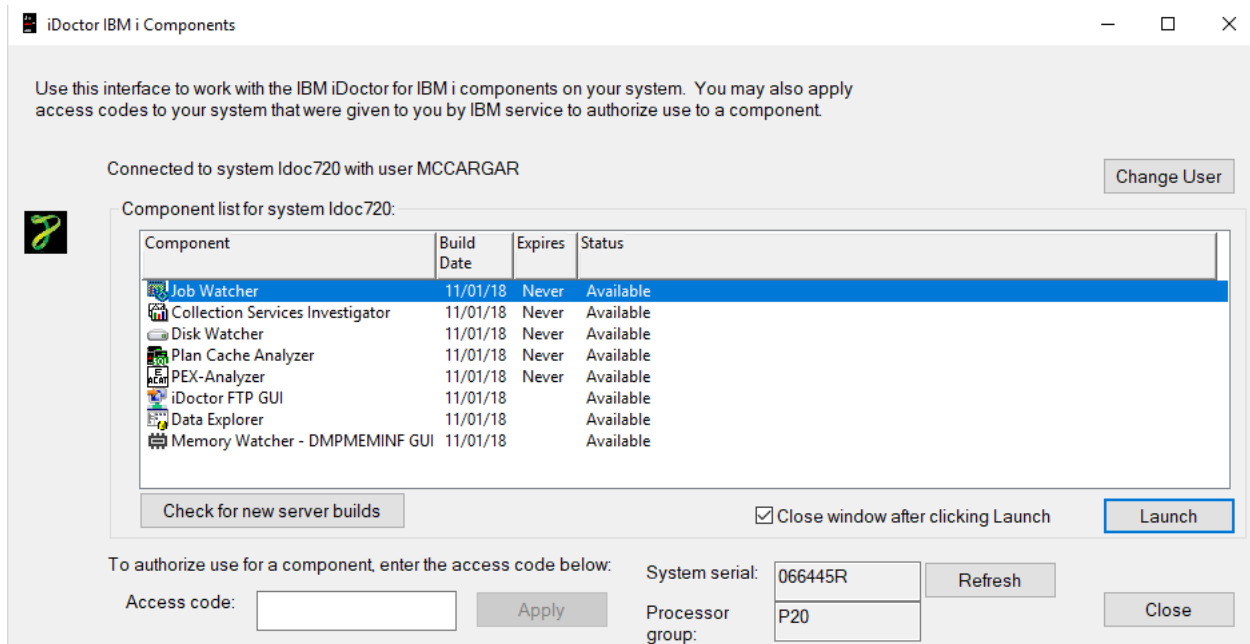 iDoctor IBM i Components
Use this interface to work with the IBM iDoctor for IBM i components on your system. You may also apply
access codes to your system that were given to you by IBM service to authorize use to a component.
Connected to system Idoc720 with user MCCARGAR
Change User
Component list for system Idoc720:
Component Build Date Expires Status
Job Watcher 11/01/18 Never Available
Collection Services Investigator 11/01/18 Never Available
Disk Watcher 11/01/18 Never Available
Plan Cache Analyzer 11/01/18 Never Available
PEX-Analyzer 11/01/18 Never Available
iDoctor FTP GUI 11/01/18 Available
Data Explorer 11/01/18 Available
Memory Watcher - DMPMEMINF GUI 11/01/18 Available
Check for new server builds
Close window after clicking Launch
Launch
To authorize use for a component, enter the access code below:
Access code:
Apply
System serial: 066445R
Refresh
Processor group: P20
Close